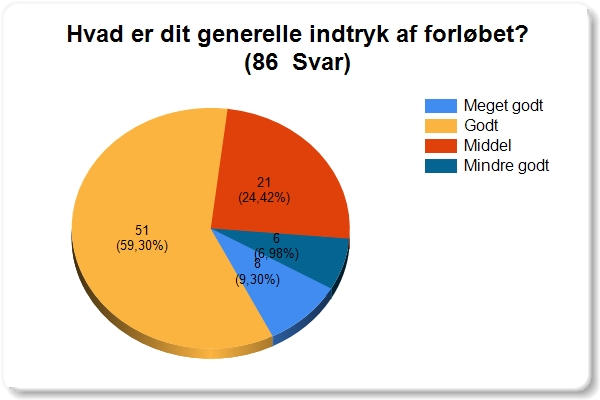 Hvad er dit generelle indtryk af forløbet?
(86 Svar)
Meget godt
Godt
Middel
Mindre godt
21
(24,42%)
51
(59,30%)
6
(6,98%)
8
(9,30%)